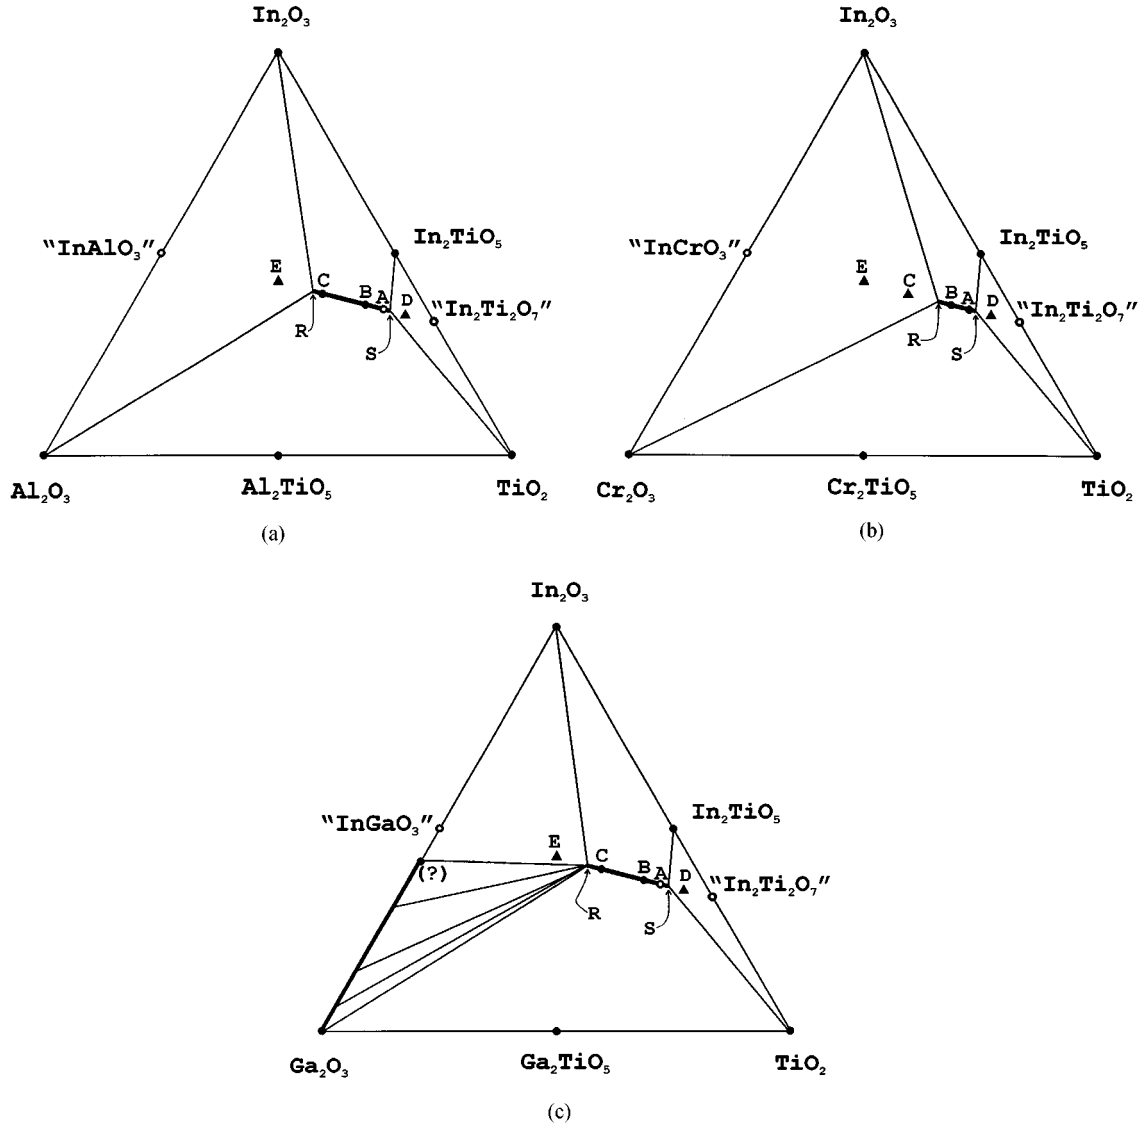 In₂O₃
In₂O₃
“InAlO₃”
In₂TiO₅
“InCrO₃”
In₂TiO₅
E
C
B
A
D
“In₂Ti₂O₇”
R
S
E
C
B
A
D
“In₂Ti₂O₇”
R
S
Al₂O₃
Al₂TiO₅
TiO₂
Cr₂O₃
Cr₂TiO₅
TiO₂
(a)
(b)
In₂O₃
“InGaO₃”
In₂TiO₅
E
C
B
A
D
“In₂Ti₂O₇”
(?)
R
S
Ga₂O₃
Ga₂TiO₅
TiO₂
(c)